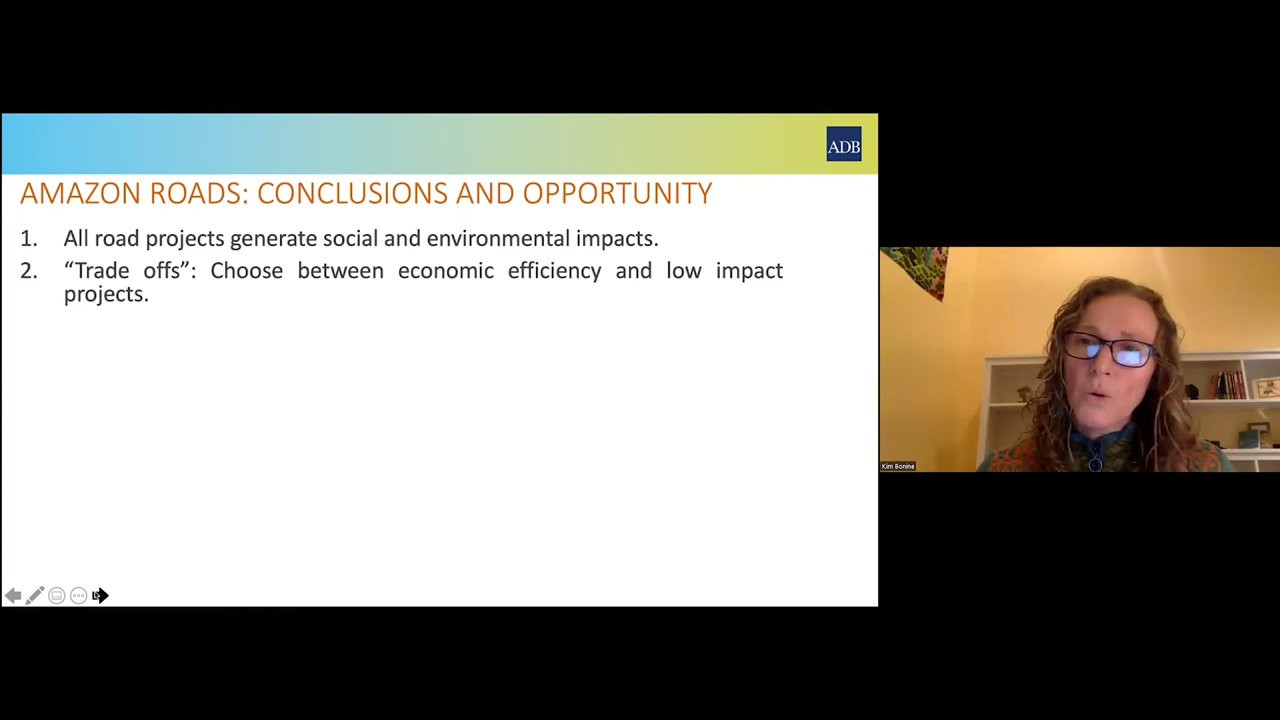 ADB
AMAZON ROADS: CONCLUSIONS AND OPPORTUNITY
1. All road projects generate social and environmental impacts.
2. “Trade offs”: Choose between economic efficiency and low impact
projects.
Kim Bonine